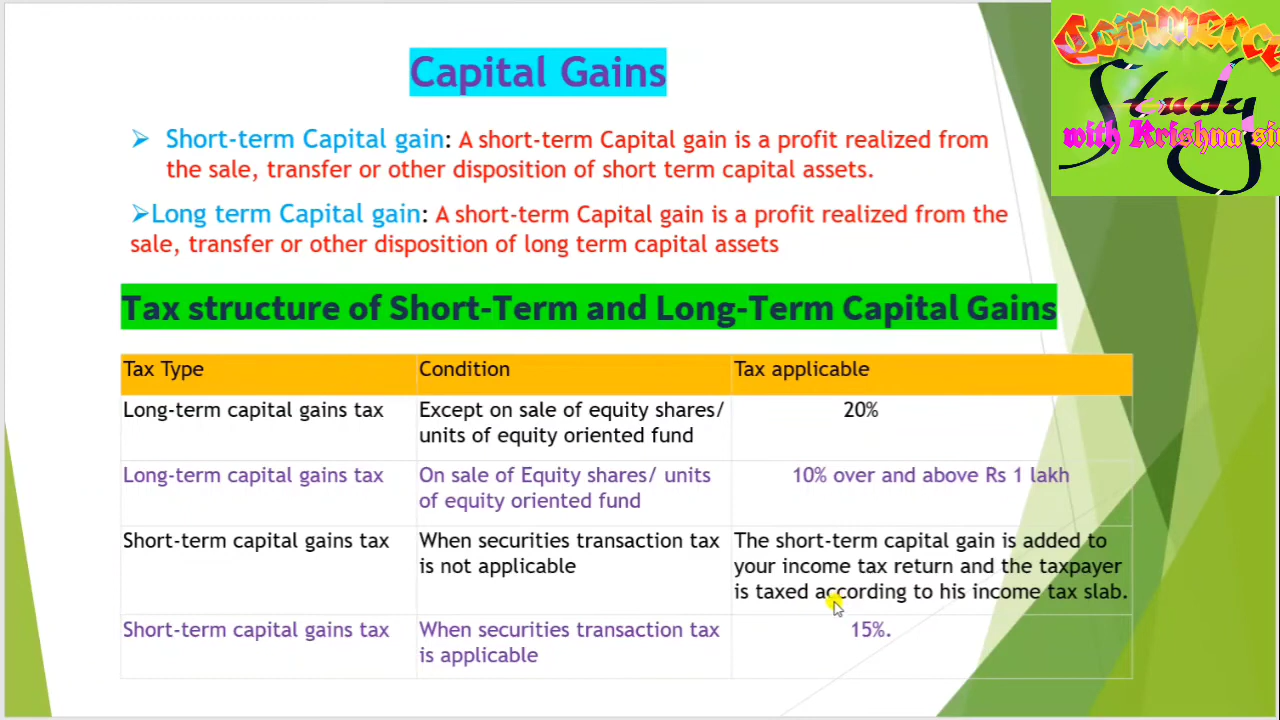 Commerce
Study
with Krishna sir
Capital Gains
➢ Short-term Capital gain: A short-term Capital gain is a profit realized from
the sale, transfer or other disposition of short term capital assets.
➢Long term Capital gain: A short-term Capital gain is a profit realized from the
sale, transfer or other disposition of long term capital assets
Tax structure of Short-Term and Long-Term Capital Gains
Tax Type Condition Tax applicable
Long-term capital gains tax Except on sale of equity shares/ 20%
units of equity oriented fund
Long-term capital gains tax On sale of Equity shares/ units 10% over and above Rs 1 lakh
of equity oriented fund
Short-term capital gains tax When securities transaction tax The short-term capital gain is added to
is not applicable your income tax return and the taxpayer
is taxed according to his income tax slab.
Short-term capital gains tax When securities transaction tax 15%.
is applicable